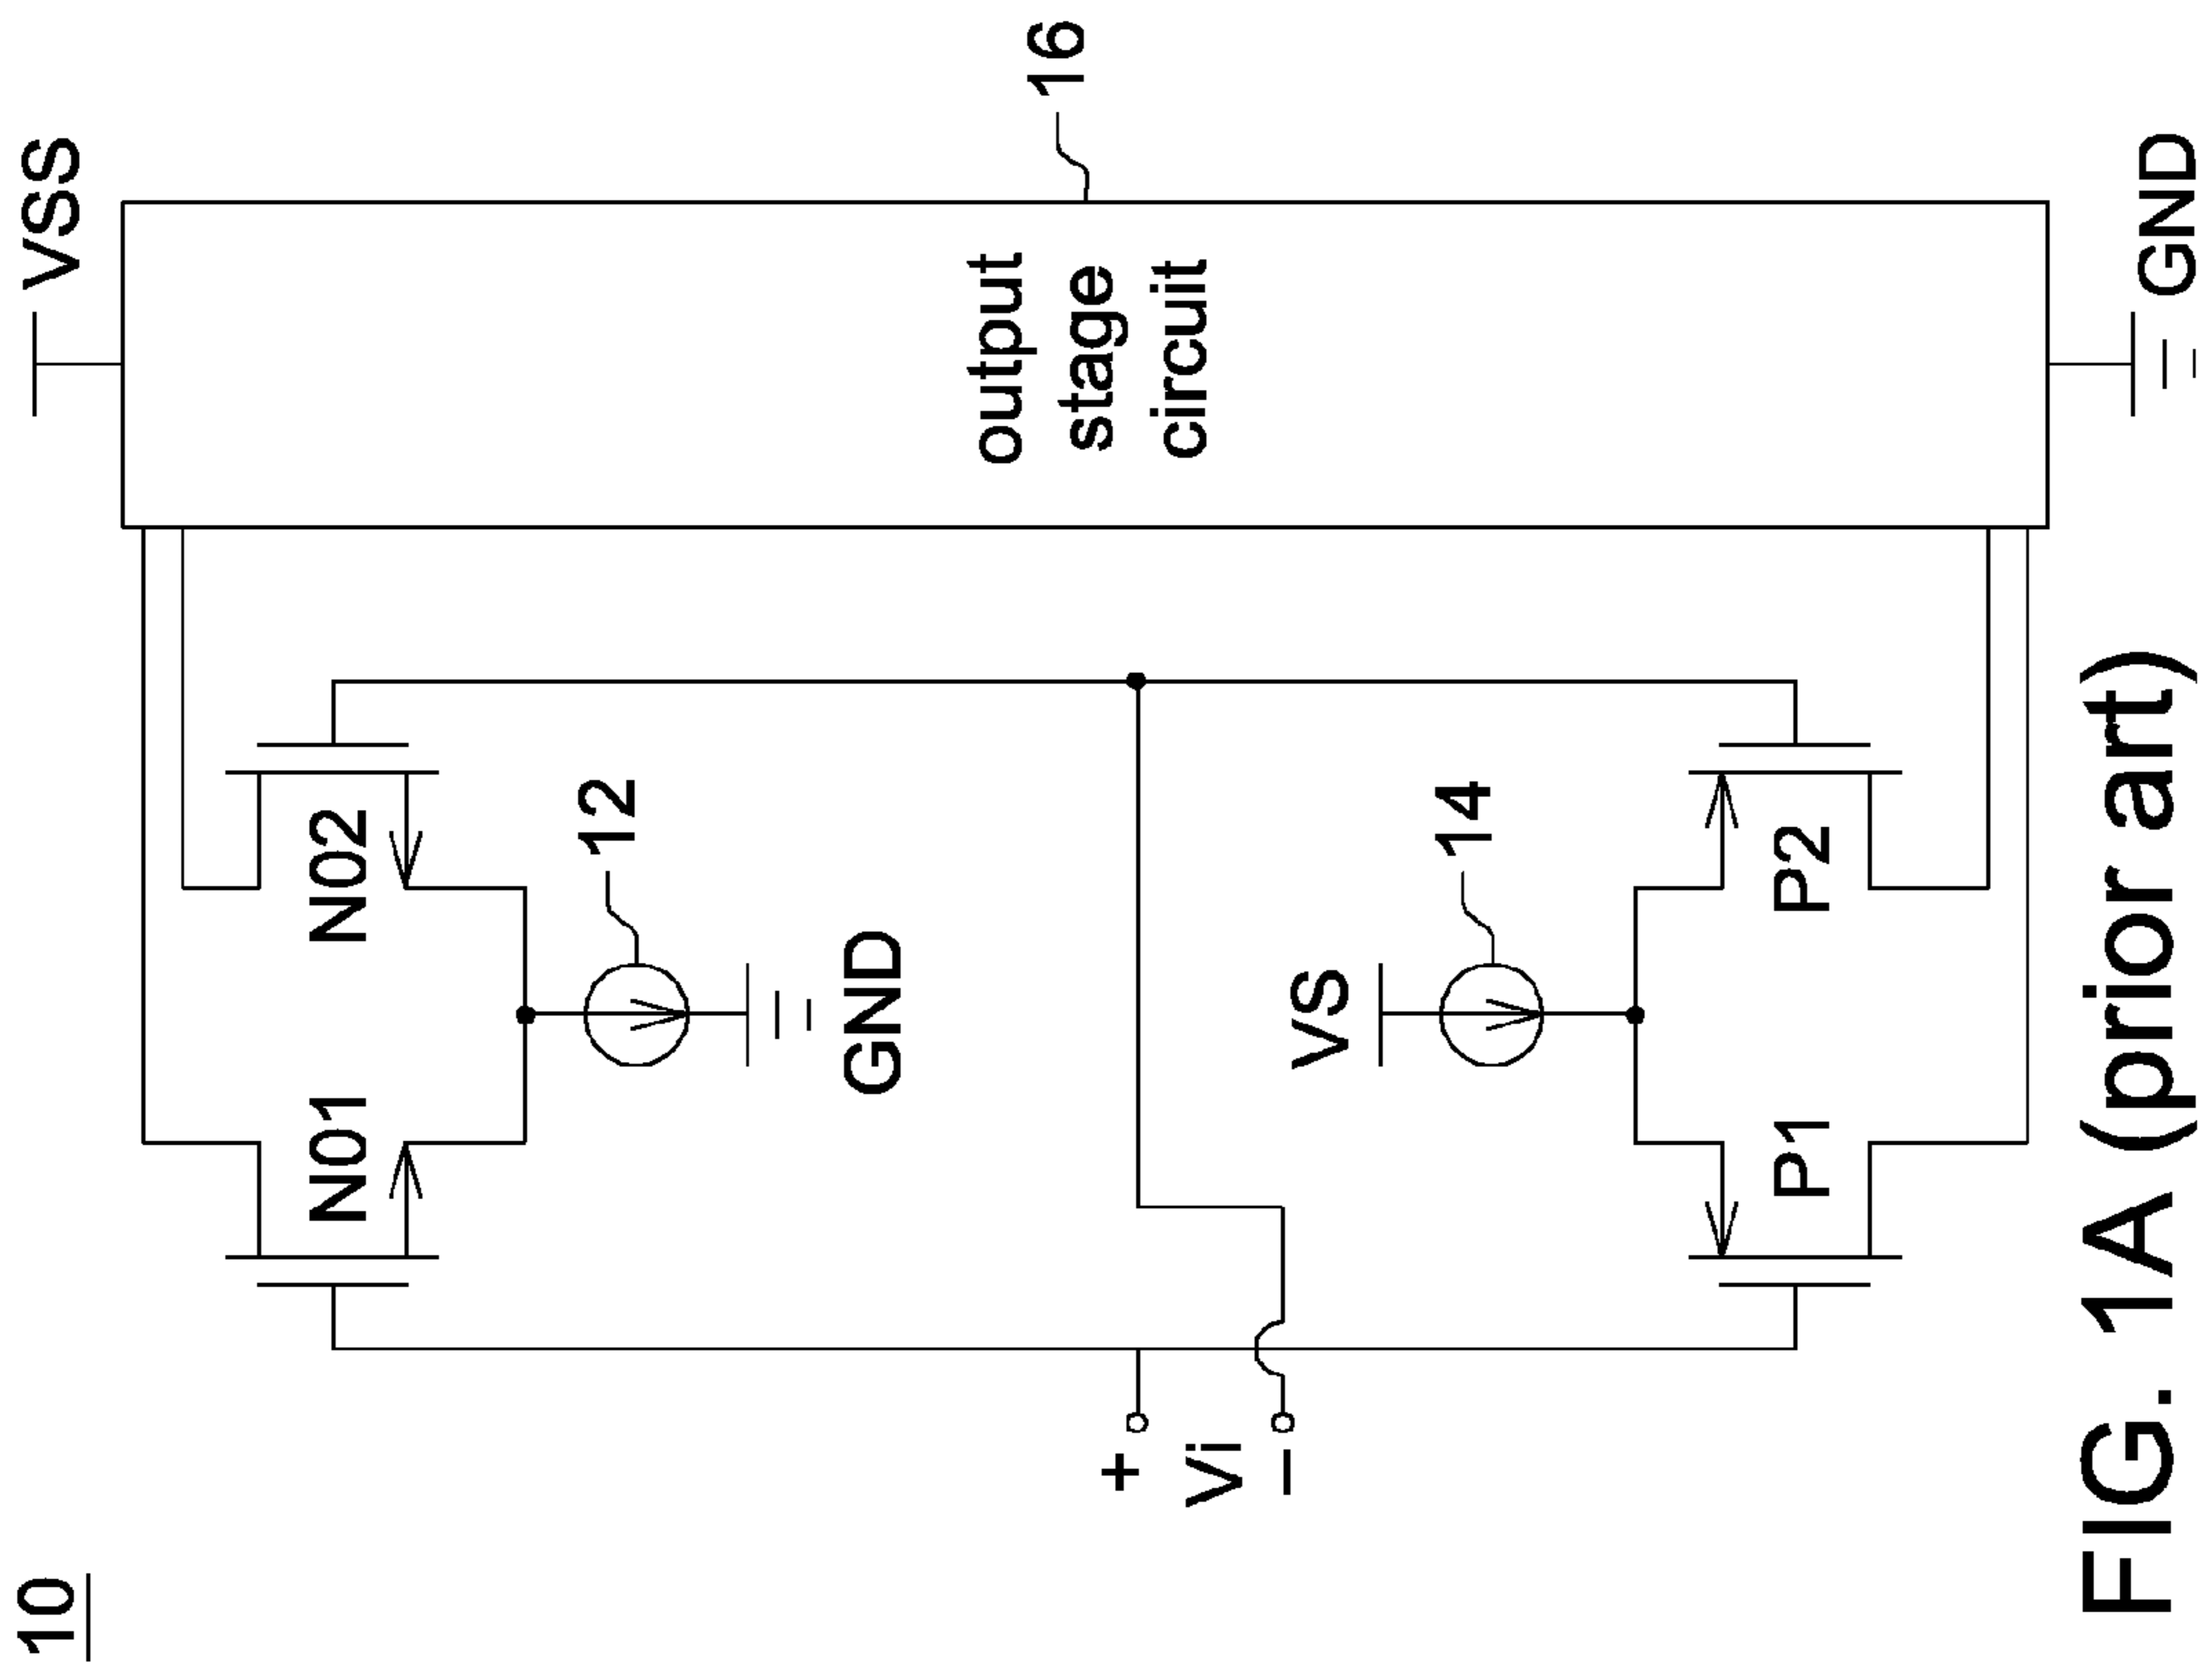 10
VSS
N01
N02
12
GND
16
output
stage
circuit
+
Vi
−
VS
14
P1
P2
GND
FIG. 1A (prior art)